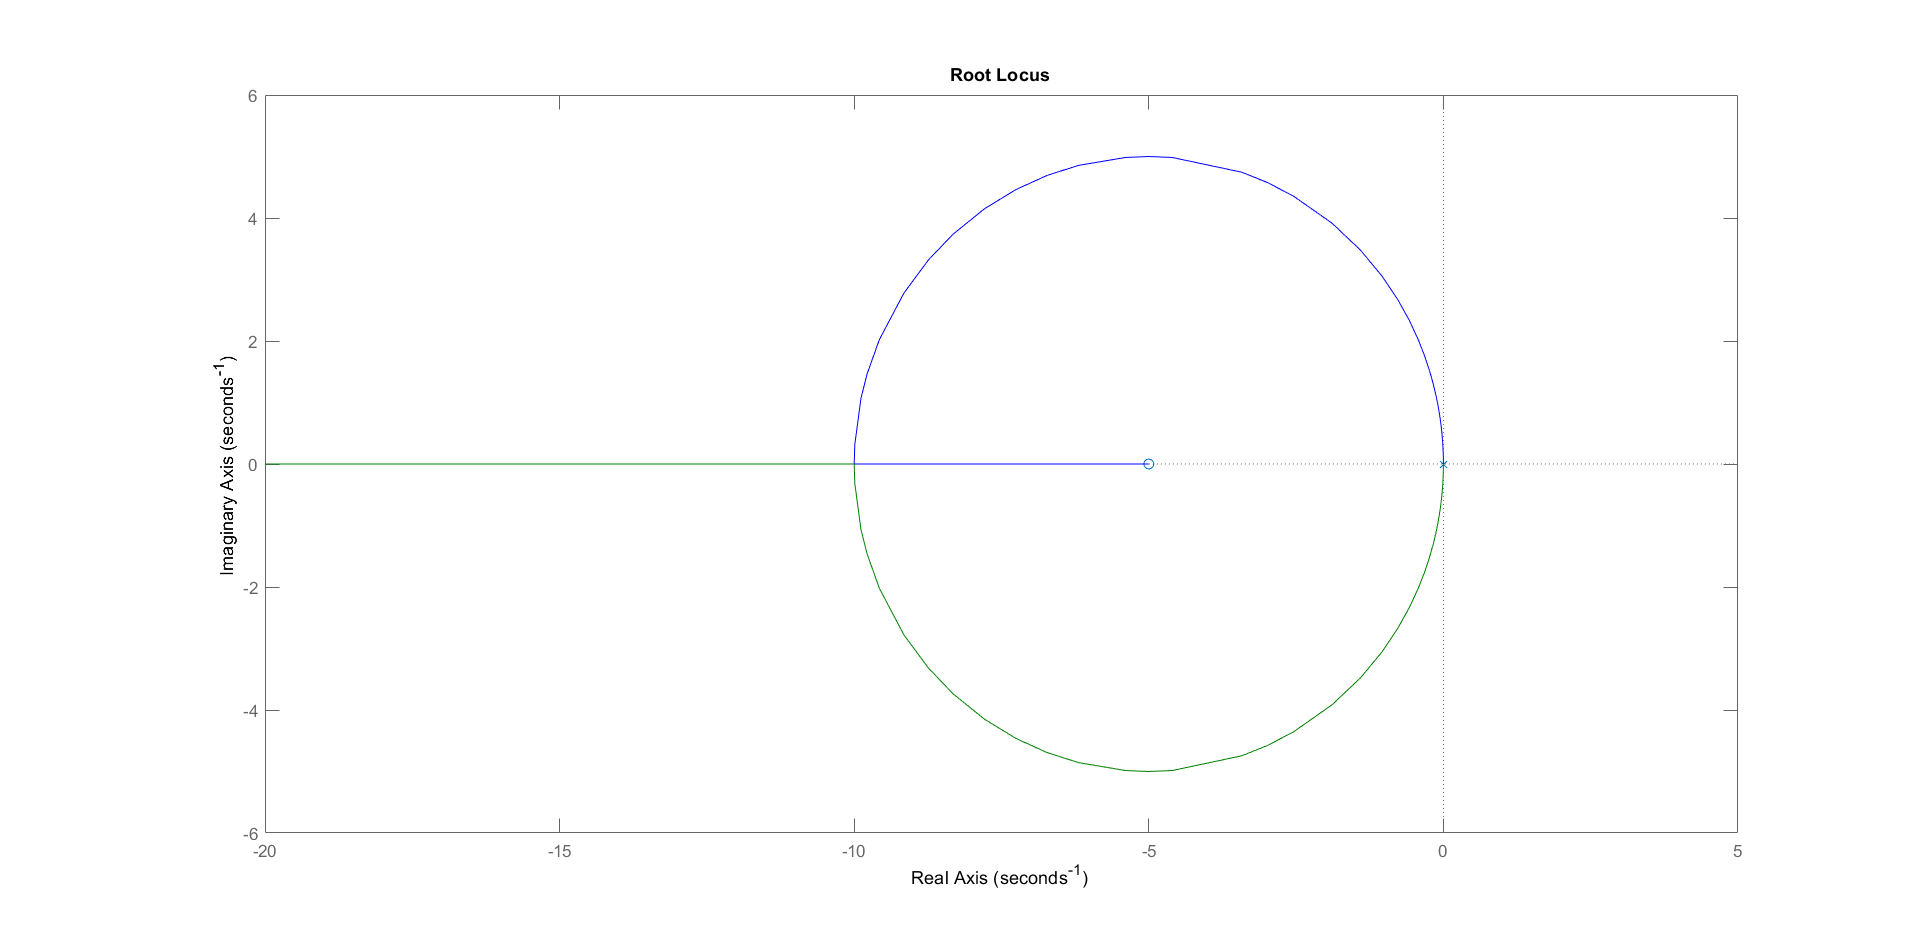 Root Locus
6
4
2
0
-2
-4
-6
Imaginary Axis (seconds⁻¹)
-20 -15 -10 -5 0 5
Real Axis (seconds⁻¹)